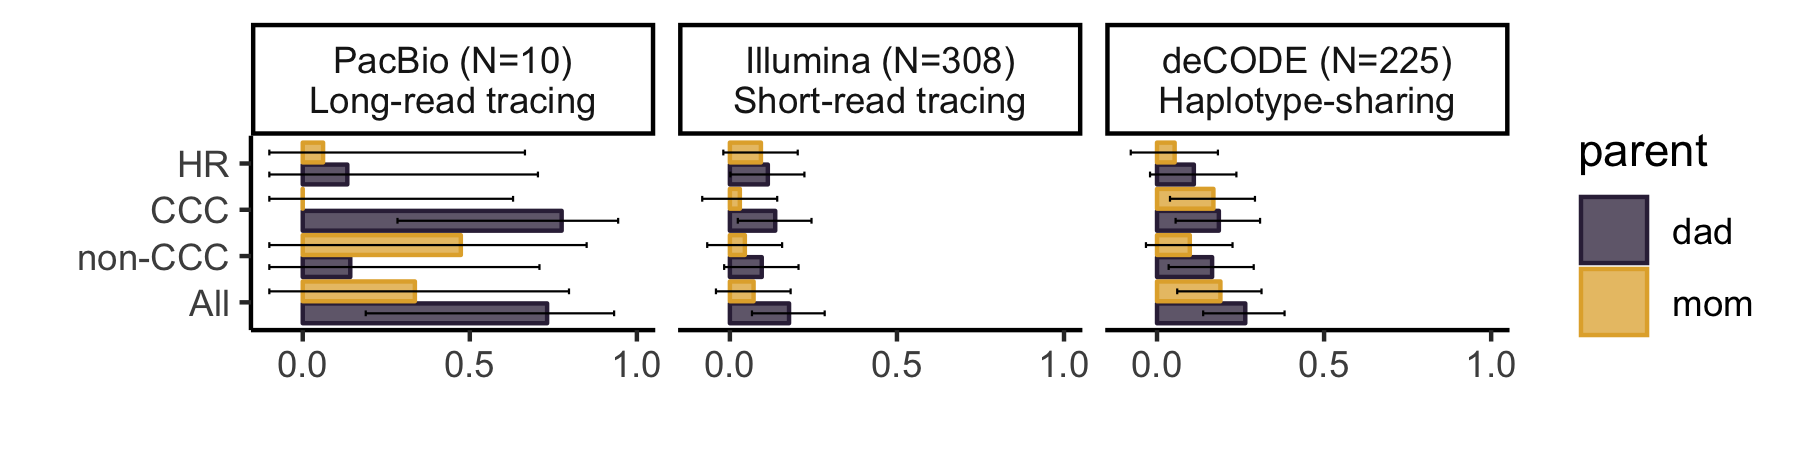 PacBio (N=10)
Long-read tracing
Illumina (N=308)
Short-read tracing
deCODE (N=225)
Haplotype-sharing
HR
CCC
non-CCC
All
0.0 0.5 1.0
0.0 0.5 1.0
0.0 0.5 1.0
parent
dad
mom